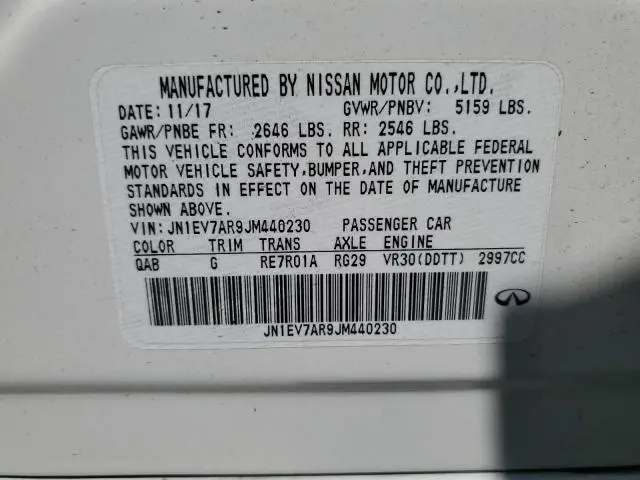 MANUFACTURED BY NISSAN MOTOR CO.,LTD.
DATE: 11/17 GVWR/PNBV: 5159 LBS.
GAWR/PNBE FR: 2646 LBS. RR: 2546 LBS.
THIS VEHICLE CONFORMS TO ALL APPLICABLE FEDERAL
MOTOR VEHICLE SAFETY,BUMPER,AND THEFT PREVENTION
STANDARDS IN EFFECT ON THE DATE OF MANUFACTURE
SHOWN ABOVE.
VIN: JN1EV7AR9JM440230 PASSENGER CAR
COLOR TRIM TRANS AXLE ENGINE
QAB G RE7R01A RG29 VR30(DDTT) 2997CC
JN1EV7AR9JM440230